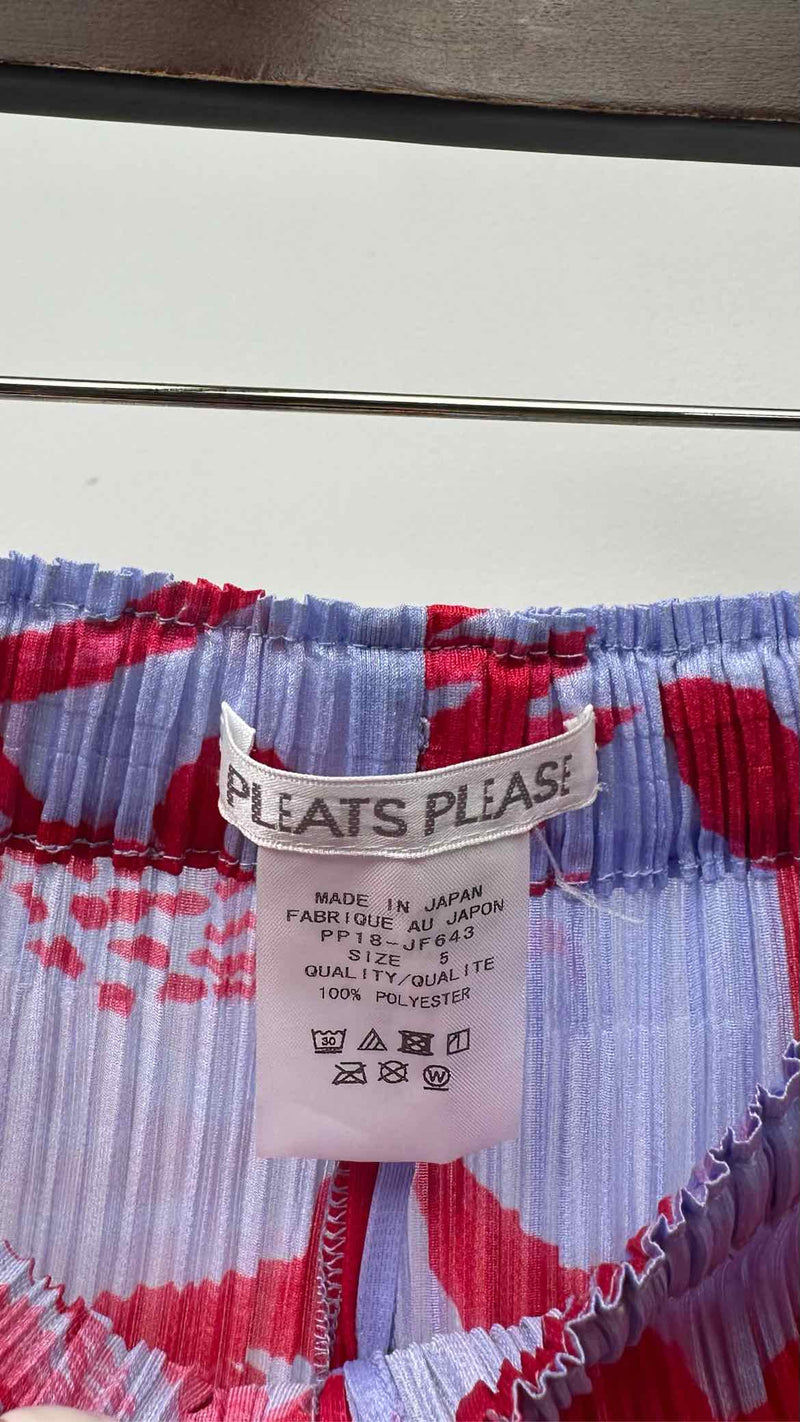 PLEATS PLEASE
MADE IN JAPAN
FABRIQUE AU JAPON
PP18-JF643
SIZE 5
QUALITY/QUALITE
100% POLYESTER
30
W